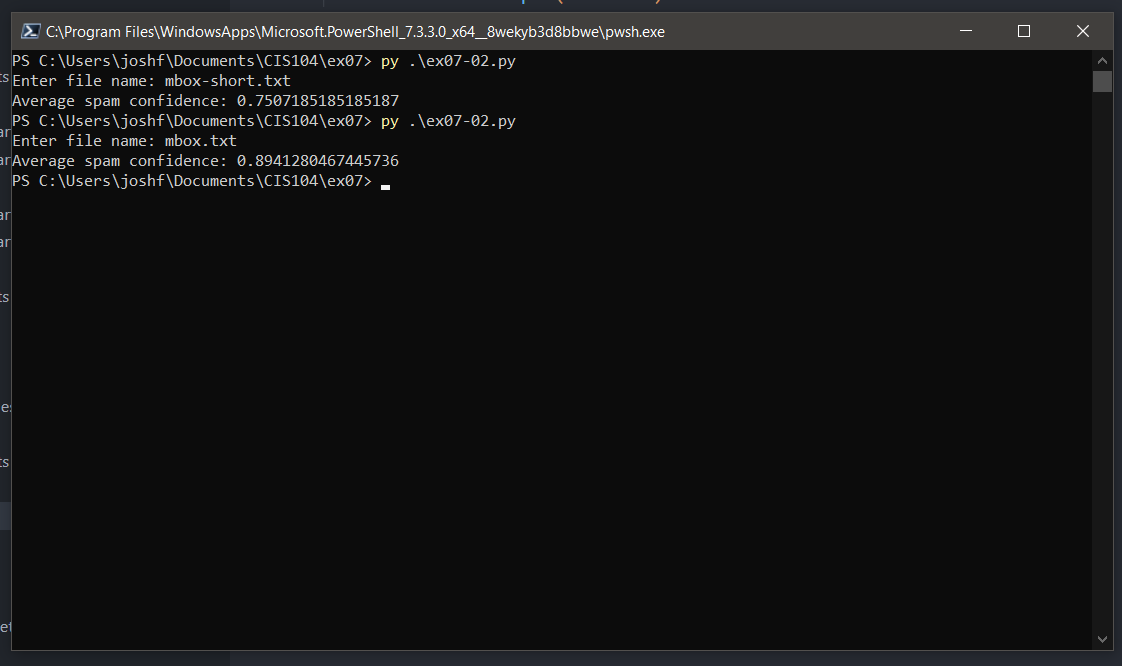 C:\Program Files\WindowsApps\Microsoft.PowerShell_7.3.3.0_x64__8wekyb3d8bbwe\pwsh.exe
PS C:\Users\joshf\Documents\CIS104\ex07> py .\ex07-02.py
Enter file name: mbox-short.txt
Average spam confidence: 0.7507185185185187
PS C:\Users\joshf\Documents\CIS104\ex07> py .\ex07-02.py
Enter file name: mbox.txt
Average spam confidence: 0.8941280467445736
PS C:\Users\joshf\Documents\CIS104\ex07>